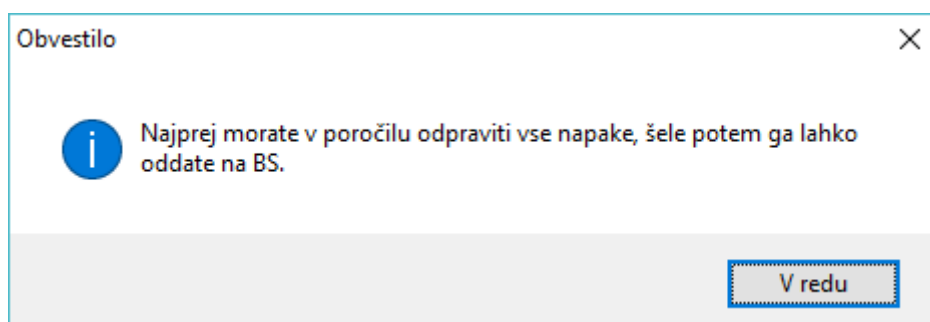 Obvestilo
Najprej morate v poročilu odpraviti vse napake, šele potem ga lahko
oddate na BS.
V redu